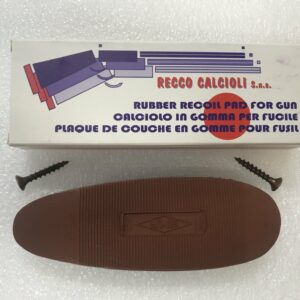 RECCO CALCIOLI S.n.c.
RUBBER RECOIL PAD FOR GUN
CALCIOLO IN GOMMA PER FUCILE
PLAQUE DE COUCHE EN GOMME POUR FUSIL